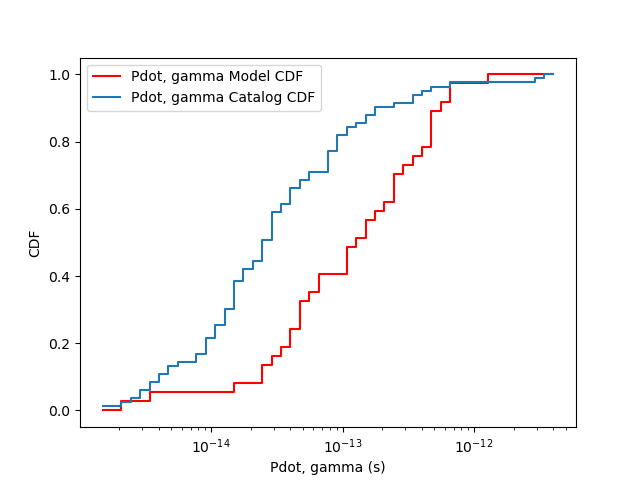 Pdot, gamma Model CDF
Pdot, gamma Catalog CDF
1.0
0.8
0.6
0.4
0.2
0.0
CDF
10⁻¹⁴ 10⁻¹³ 10⁻¹²
Pdot, gamma (s)